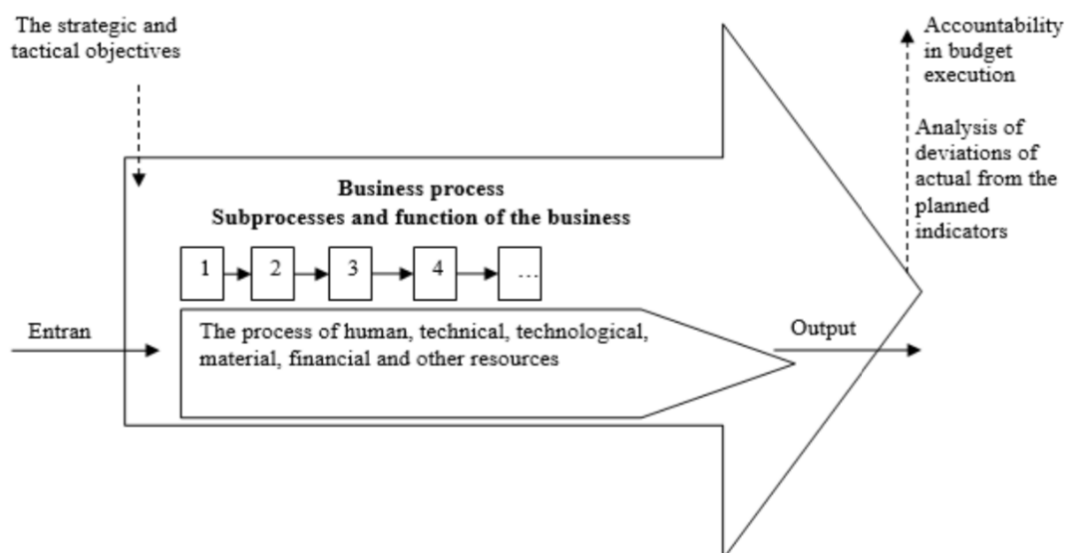 The strategic and
tactical objectives
Accountability
in budget
execution
Analysis of
deviations of
actual from the
planned
indicators
Business process
Subprocesses and function of the business
1
2
3
4
...
Entran
The process of human, technical, technological,
material, financial and other resources
Output